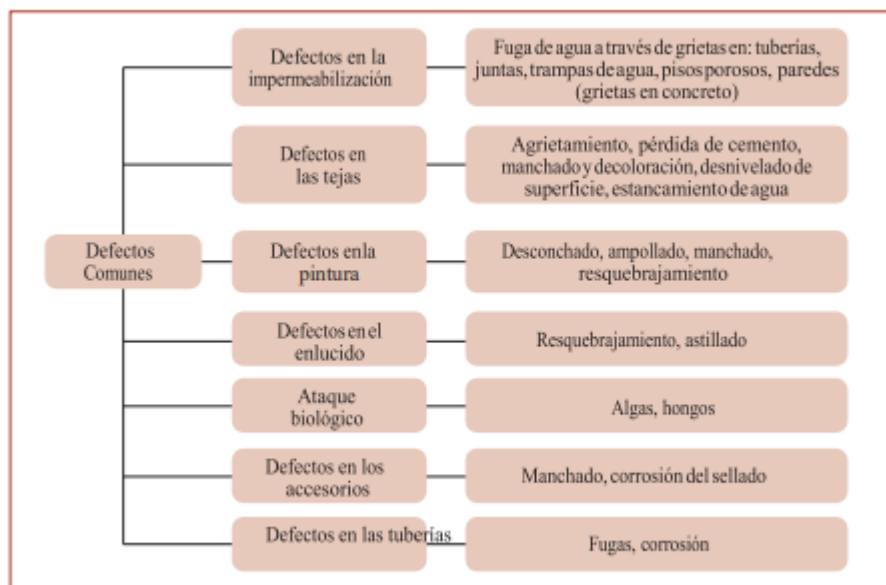 Defectos en la
impermeabilización
Fuga de agua a través de grietas en: tuberías,
juntas, trampas de agua, pisos porosos, paredes
(grietas en concreto)
Defectos en
las tejas
Agrietamiento, pérdida de cemento,
manchado y decoloración, desnivelado de
superficie, estancamiento de agua
Defectos
Comunes
Defectos enla
pintura
Desconchado, ampollado, manchado,
resquebrajamiento
Defectos en el
enlucido
Resquebrajamiento, astillado
Ataque
biológico
Algas, hongos
Defectos en los
accesorios
Manchado, corrosión del sellado
Defectos en las tuberías
Fugas, corrosión